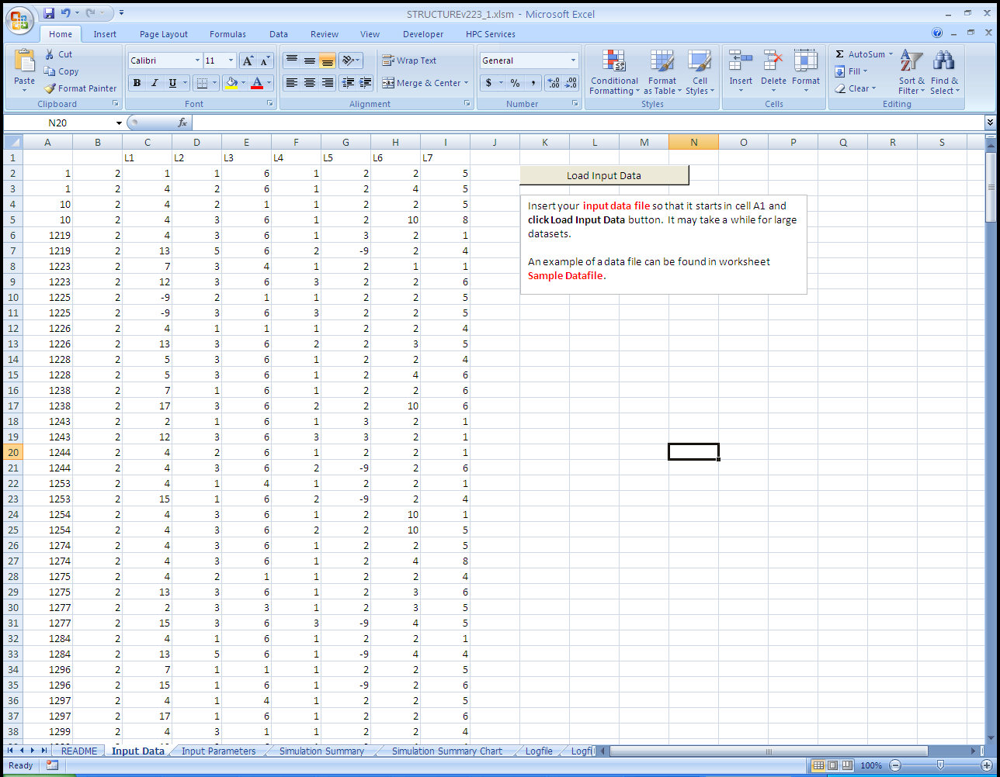 STRUCTUREv223_1.xlsm - Microsoft Excel
Home Insert Page Layout Formulas Data Review View Developer HPC Services
Paste Cut Copy Format Painter Clipboard
Calibri 11 A A B I U A Font
Wrap Text Merge & Center Alignment
General $ % , .0 .00 .00 .0 Number
Conditional Formatting Format as Table Cell Styles Styles
Insert Delete Format Cells
Σ AutoSum Fill Clear Sort & Filter Find & Select Editing
N20 fx
A B C D E F G H I J K L M N O P Q R S
1 L1 L2 L3 L4 L5 L6 L7
2 1 2 1 1 6 1 2 2 5
3 1 2 4 2 6 1 2 4 5
4 10 2 4 2 1 1 2 2 5
5 10 2 4 3 6 1 2 10 8
6 1219 2 4 3 6 1 3 2 1
7 1219 2 13 5 6 2 -9 2 4
8 1223 2 7 3 4 1 2 1 1
9 1223 2 12 3 6 3 2 2 6
10 1225 2 -9 2 1 1 2 2 5
11 1225 2 -9 3 6 3 2 2 5
12 1226 2 4 1 1 1 2 2 4
13 1226 2 13 3 6 2 2 3 5
14 1228 2 5 3 6 1 2 2 4
15 1228 2 5 3 6 1 2 4 6
16 1238 2 7 1 6 1 2 2 6
17 1238 2 17 3 6 2 2 10 6
18 1243 2 2 1 6 1 3 2 1
19 1243 2 12 3 6 3 3 2 1
20 1244 2 4 2 6 1 2 2 1
21 1244 2 4 3 6 2 -9 2 6
22 1253 2 4 1 4 1 2 2 1
23 1253 2 15 1 6 2 -9 2 4
24 1254 2 4 3 6 1 2 10 1
25 1254 2 4 3 6 2 2 10 5
26 1274 2 4 3 6 1 2 2 5
27 1274 2 4 3 6 1 2 4 8
28 1275 2 4 2 1 1 2 2 4
29 1275 2 13 3 6 1 2 3 6
30 1277 2 2 3 3 1 2 3 5
31 1277 2 15 3 6 3 -9 4 5
32 1284 2 4 1 6 1 2 2 1
33 1284 2 13 5 6 1 -9 4 4
34 1296 2 7 1 1 1 2 2 5
35 1296 2 15 1 6 1 -9 2 6
36 1297 2 4 1 4 1 2 2 5
37 1297 2 17 1 6 1 2 2 6
38 1299 2 4 3 1 1 2 2 4
Load Input Data
Insert your input data file so that it starts in cell A1 and
click Load Input Data button. It may take a while for large
datasets.
An example of a data file can be found in worksheet
Sample Datafile.
README Input Data Input Parameters Simulation Summary Simulation Summary Chart Logfile Logfi
Ready 100%